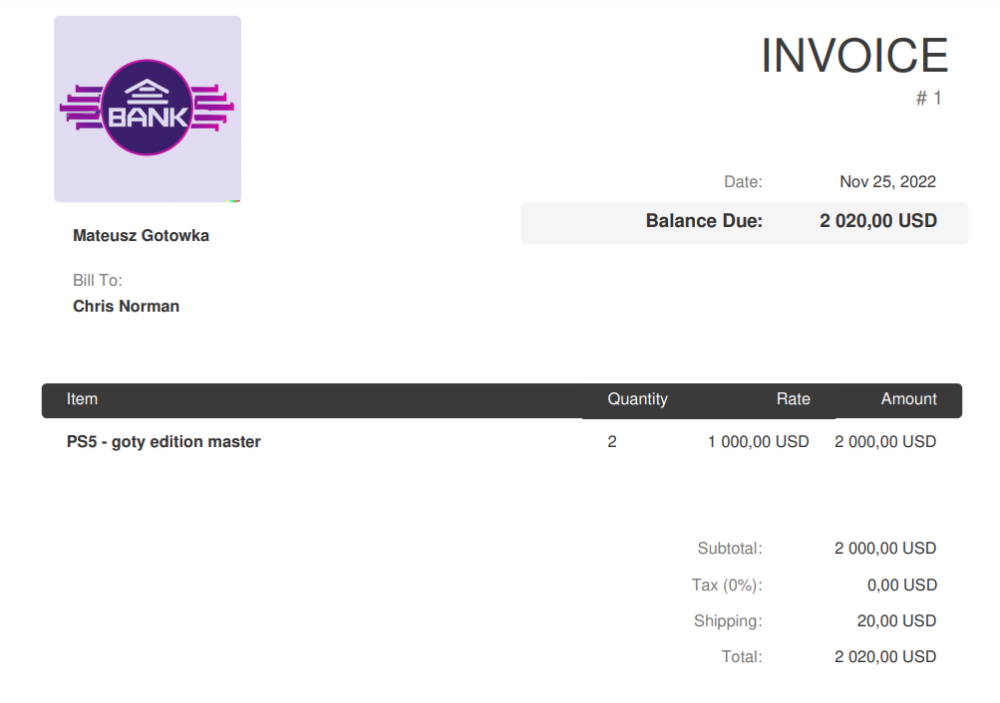 BANK
INVOICE
# 1
Date: Nov 25, 2022
Balance Due: 2 020,00 USD
Mateusz Gotowka
Bill To:
Chris Norman
Item Quantity Rate Amount
PS5 - goty edition master 2 1 000,00 USD 2 000,00 USD
Subtotal: 2 000,00 USD
Tax (0%): 0,00 USD
Shipping: 20,00 USD
Total: 2 020,00 USD